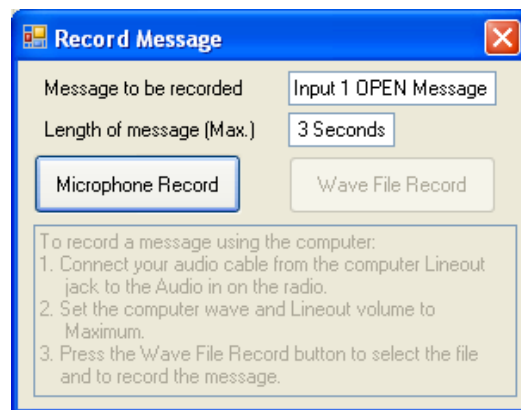 Record Message
Message to be recorded Input 1 OPEN Message
Length of message (Max.) 3 Seconds
Microphone Record Wave File Record
To record a message using the computer:
1. Connect your audio cable from the computer Lineout
jack to the Audio in on the radio.
2. Set the computer wave and Lineout volume to
Maximum.
3. Press the Wave File Record button to select the file
and to record the message.